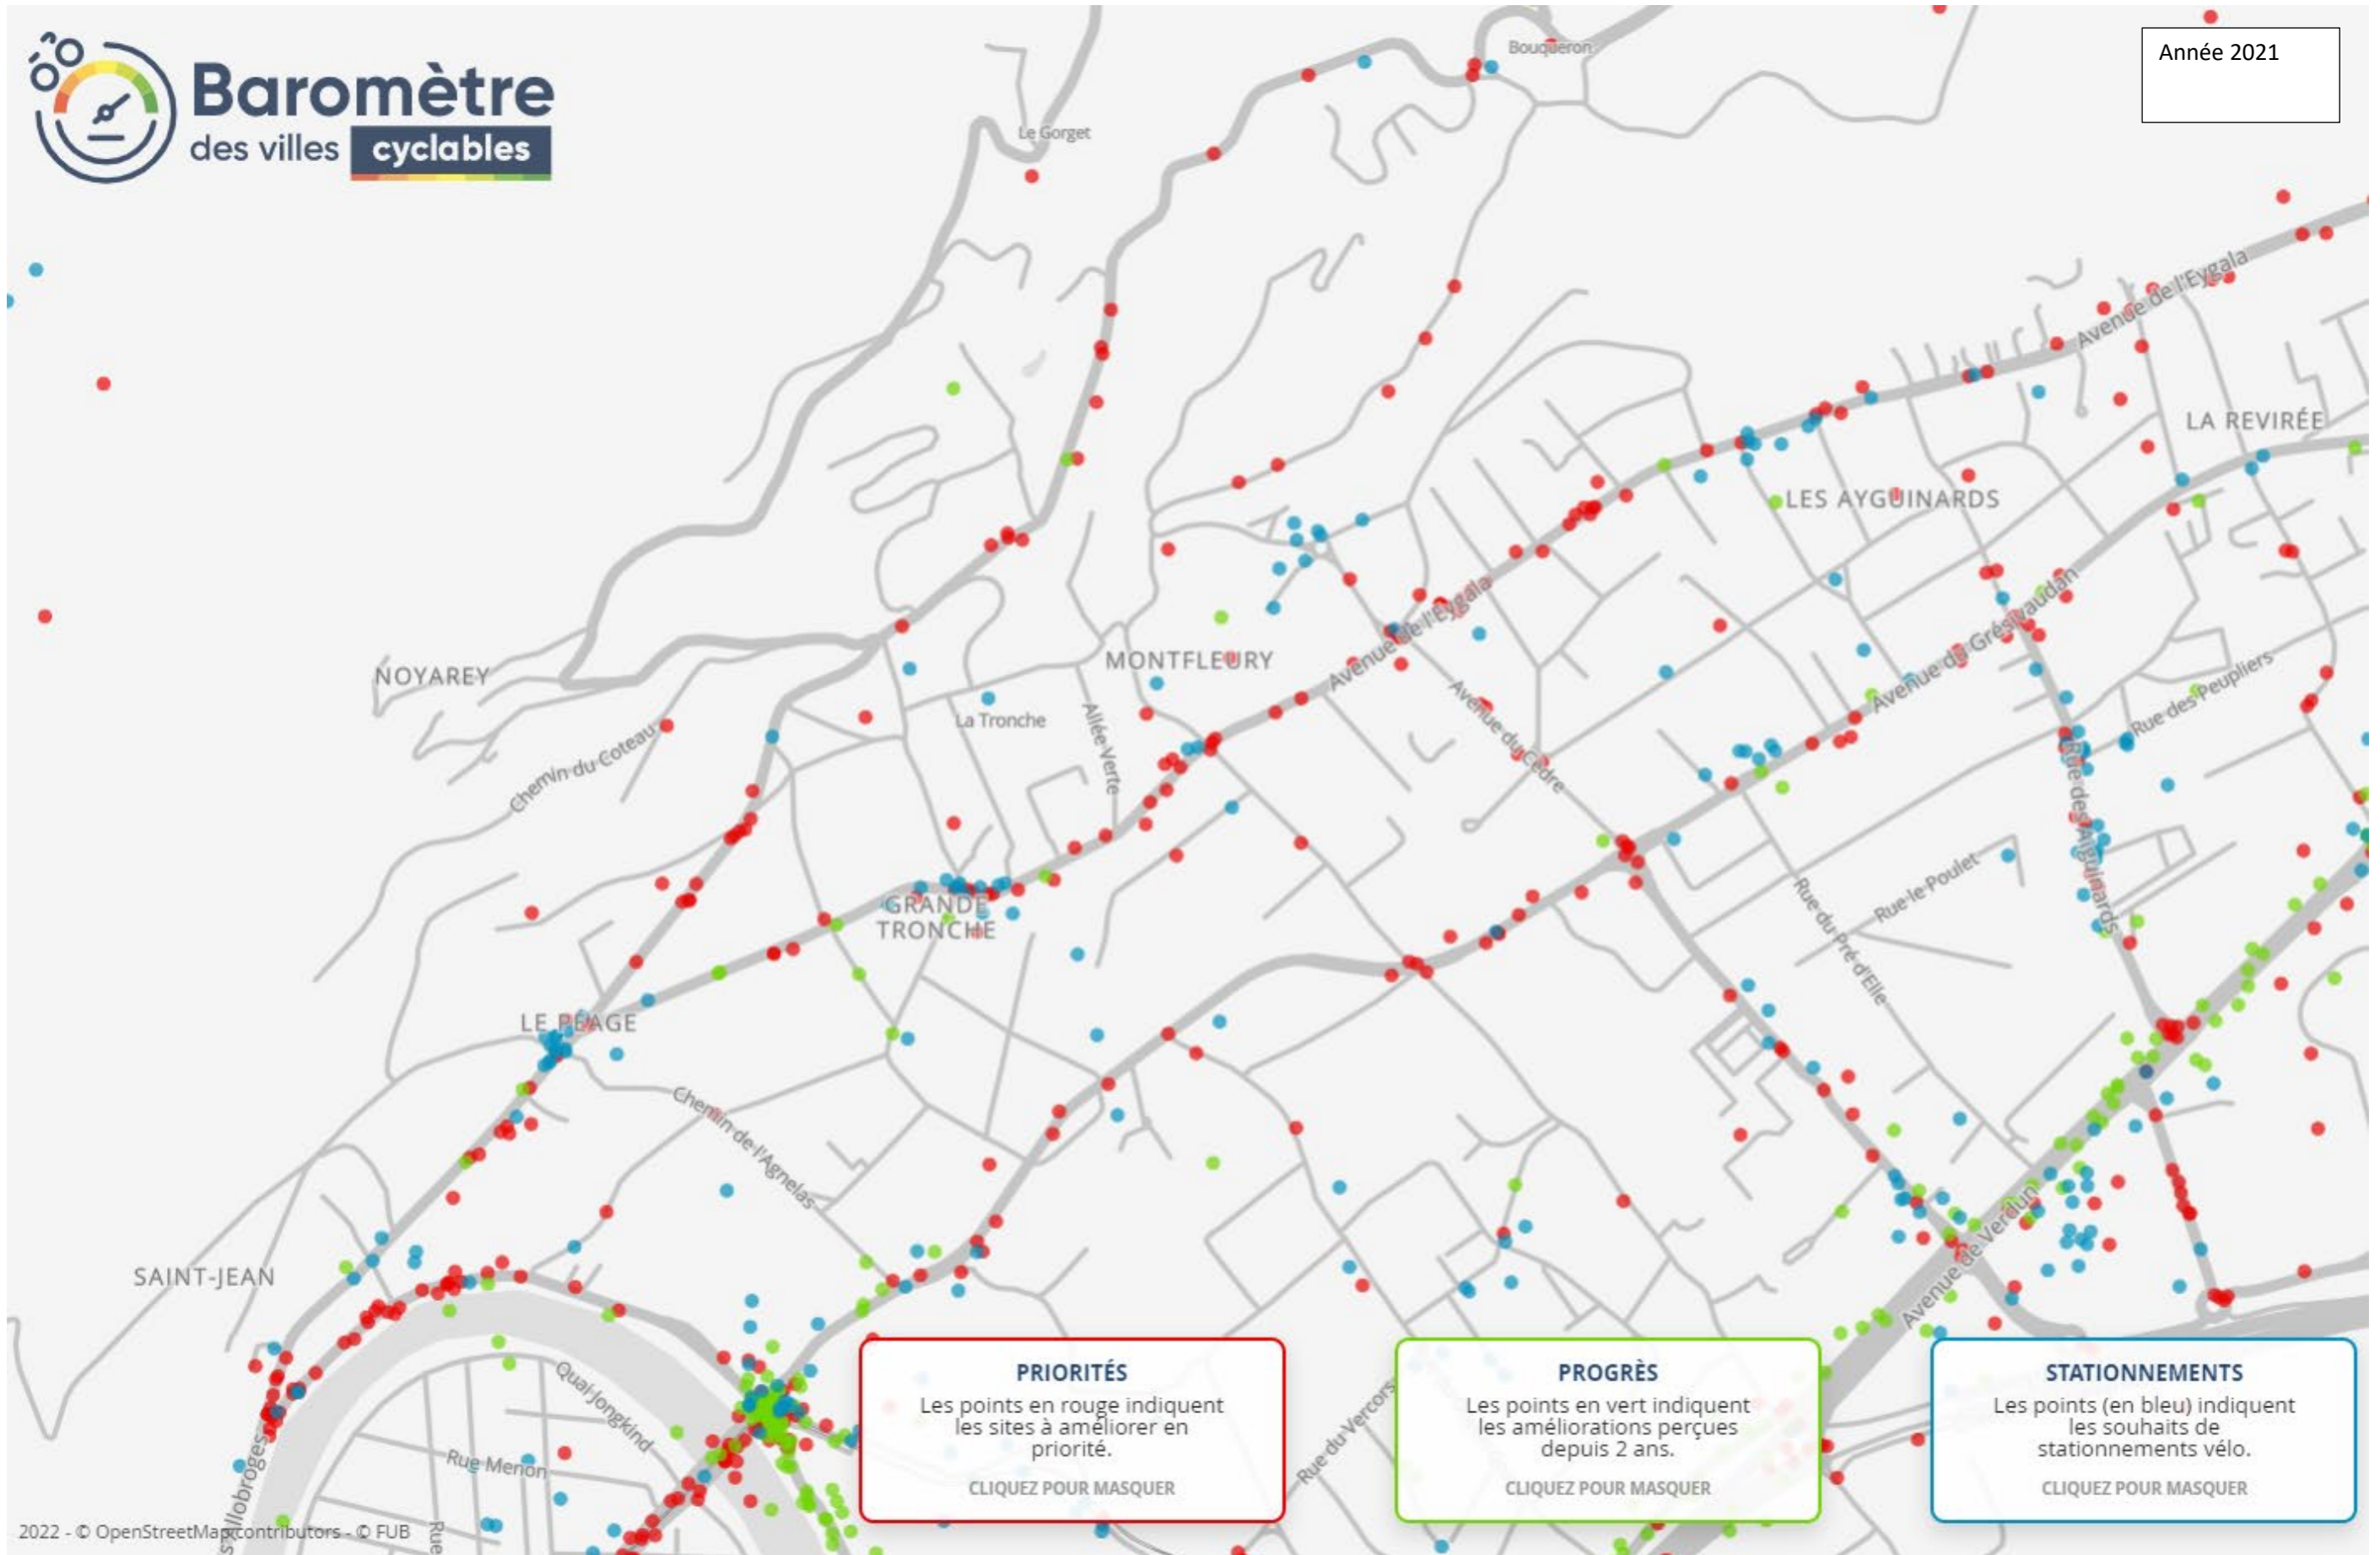 Baromètre
des villes cyclables
Année 2021
Bouqueron
Le Gorget
Avenue de l'Eygala
LA REVIRÉE
LES AYGUINARDS
NOYAREY
MONTFLEURY
Avenue de l'Eygala
Avenue du Grésivaudan
La Tronche
Allée Verte
Avenue du Cèdre
Rue des Peupliers
Chemin du Coteau
Rue des Aiguinards
Rue le Poulet
Rue du Pré d'Elle
GRANDE
TRONCHE
LE PÉAGE
Chemin de l'Agnelas
SAINT-JEAN
Avenue de Verdun
Quai Jongkind
Rue Menon
Rue du Vercors
Allobroges
Rue
PRIORITÉS
Les points en rouge indiquent
les sites à améliorer en
priorité.
CLIQUEZ POUR MASQUER
PROGRÈS
Les points en vert indiquent
les améliorations perçues
depuis 2 ans.
CLIQUEZ POUR MASQUER
STATIONNEMENTS
Les points (en bleu) indiquent
les souhaits de
stationnements vélo.
CLIQUEZ POUR MASQUER
2022 - © OpenStreetMap contributors - © FUB